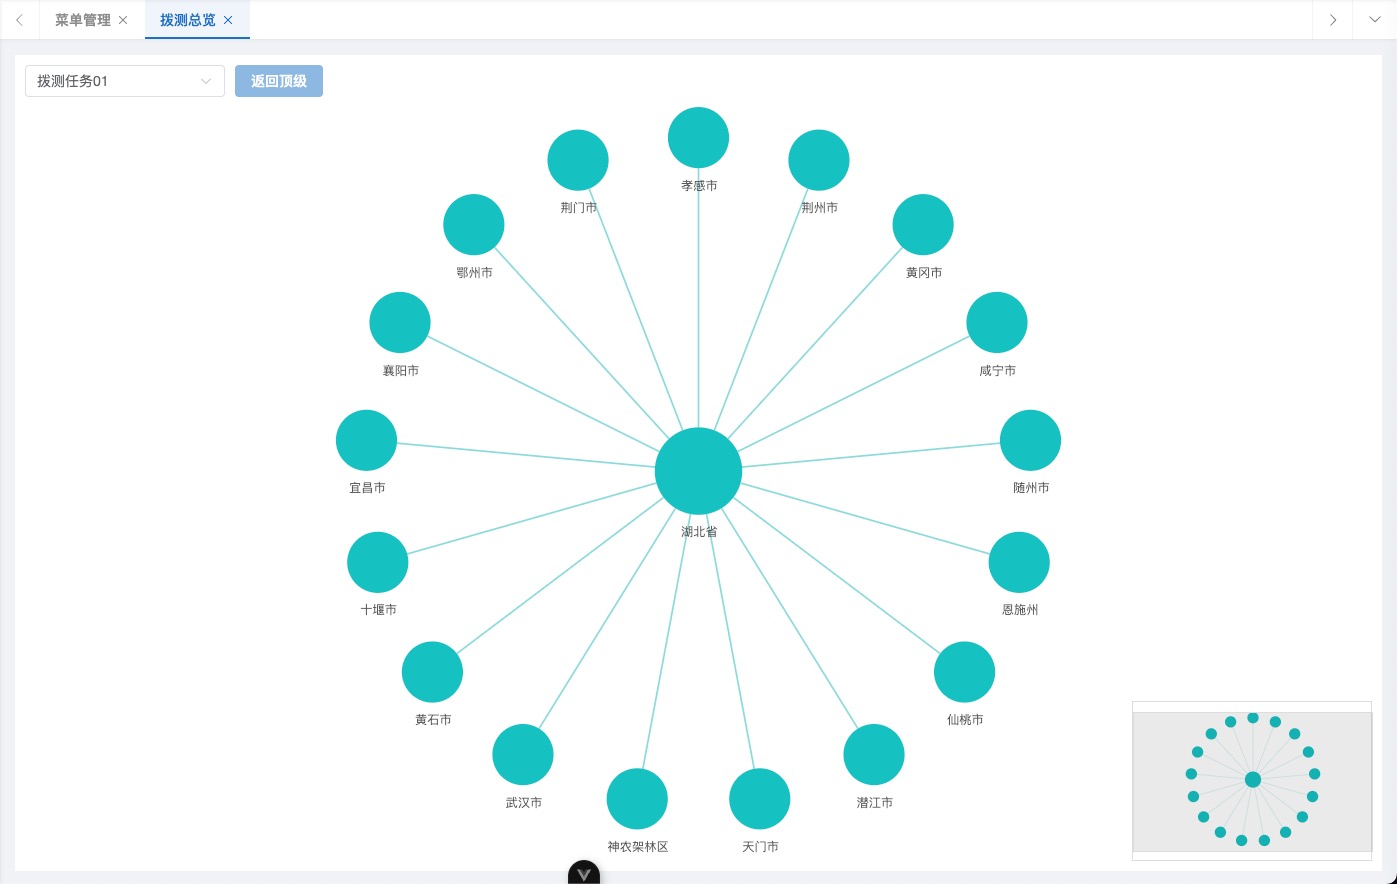 菜单管理
拨测总览
拨测任务01
返回顶级
孝感市
荆门市
荆州市
鄂州市
黄冈市
襄阳市
咸宁市
宜昌市
随州市
湖北省
十堰市
恩施州
黄石市
仙桃市
武汉市
潜江市
神农架林区
天门市